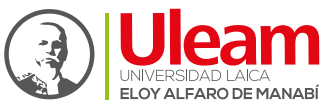 Uleam
UNIVERSIDAD LAICA
ELOY ALFARO DE MANABÍ